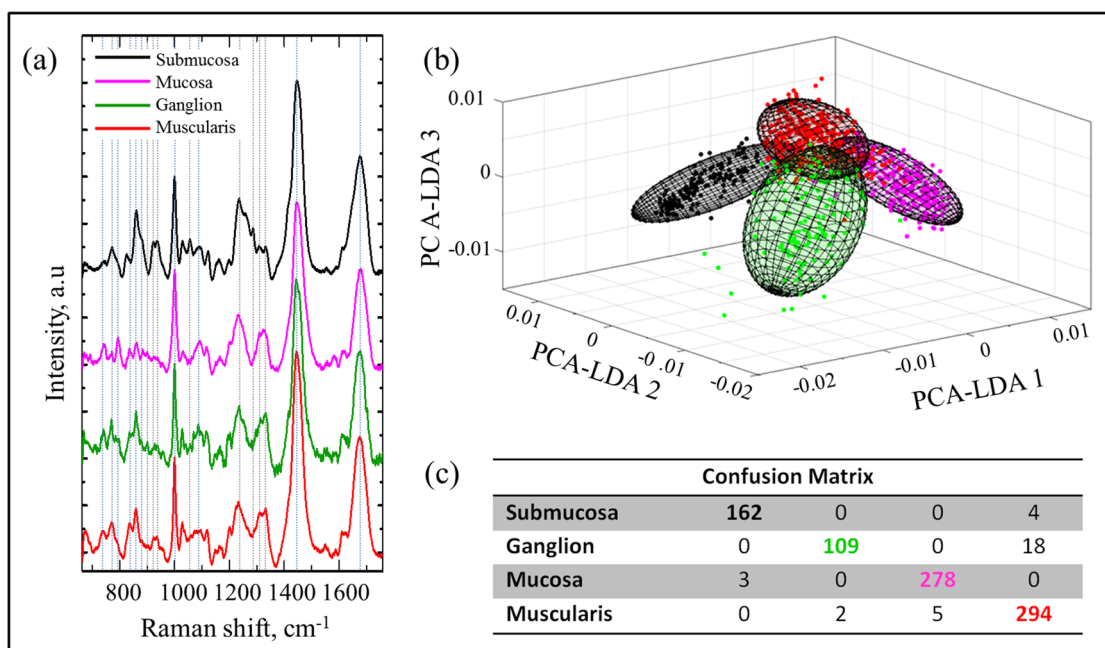 (a)
Submucosa
Mucosa
Ganglion
Muscularis
Intensity, a.u
800 1000 1200 1400 1600
Raman shift, cm-1
(b)
0.01
0
-0.01
PCA-LDA 3
0.01
0
-0.01
-0.02
PCA-LDA 2
-0.02
-0.01
0
0.01
PCA-LDA 1
(c)
Confusion Matrix
Submucosa 162 0 0 4
Ganglion 0 109 0 18
Mucosa 3 0 278 0
Muscularis 0 2 5 294